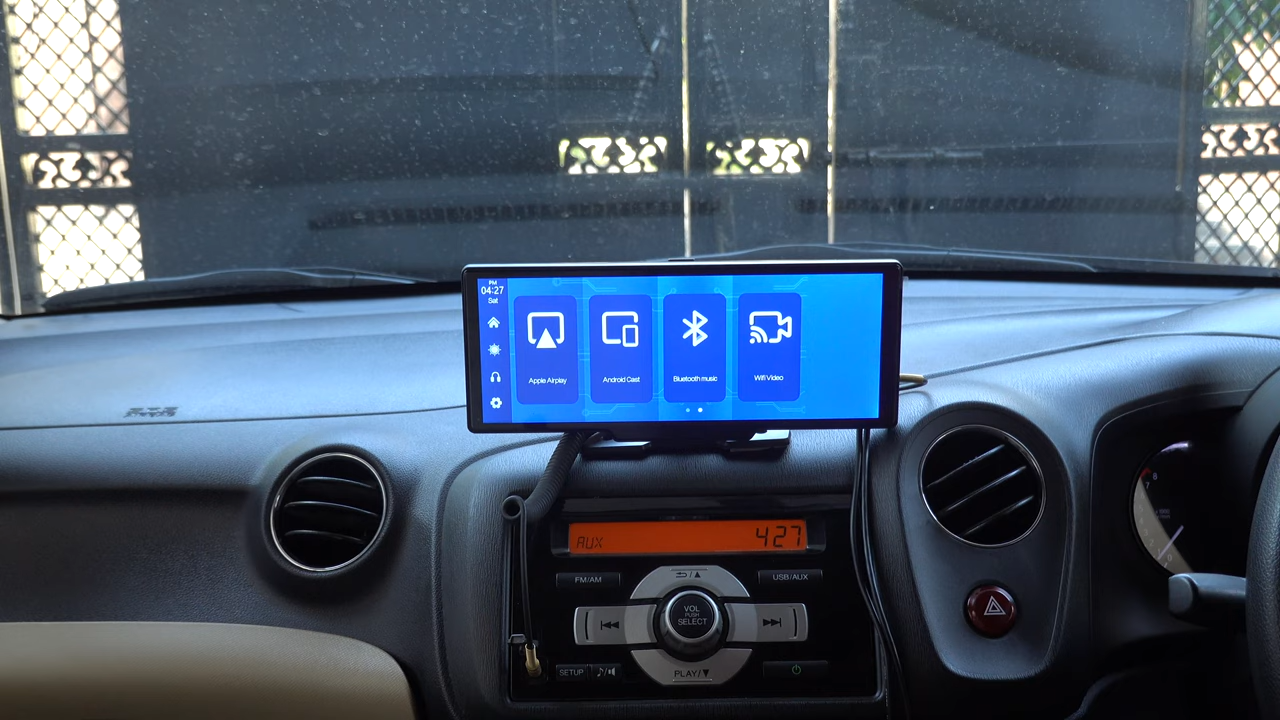 PM
04:27
Sat
Apple Airplay
Android Cast
Bluetooth music
Wifi Video
AUX
427
FM/AM
USB/AUX
VOL
PUSH
SELECT
SETUP
PLAY/